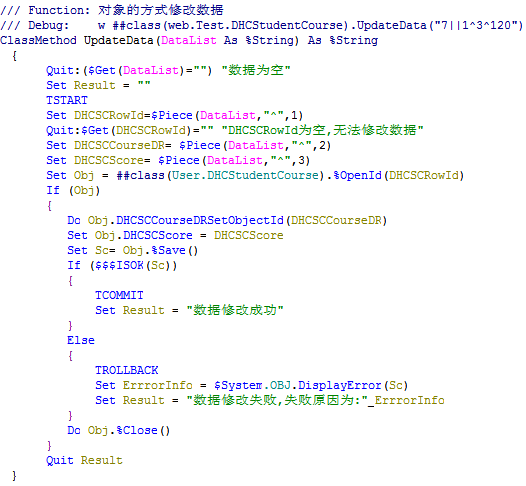 /// Function: 对象的方式修改数据
/// Debug:    w ##class(web.Test.DHCStudentCourse).UpdateData("7||1^3^120")
ClassMethod UpdateData(DataList As %String) As %String
{
Quit:($Get(DataList)="") "数据为空"
Set Result = ""
TSTART
Set DHCSCRowId=$Piece(DataList,"^",1)
Quit:$Get(DHCSCRowId)="" "DHCSCRowId为空,无法修改数据"
Set DHCSCCourseDR= $Piece(DataList,"^",2)
Set DHCSCScore= $Piece(DataList,"^",3)
Set Obj = ##class(User.DHCStudentCourse).%OpenId(DHCSCRowId)
If (Obj)
{
Do Obj.DHCSCCourseDRSetObjectId(DHCSCCourseDR)
Set Obj.DHCSCScore = DHCSCScore
Set Sc= Obj.%Save()
If ($$$ISOK(Sc))
{
TCOMMIT
Set Result = "数据修改成功"
}
Else
{
TROLLBACK
Set ErrrorInfo = $System.OBJ.DisplayError(Sc)
Set Result = "数据修改失败,失败原因为:"_ErrrorInfo
}
Do Obj.%Close()
}
Quit Result
}